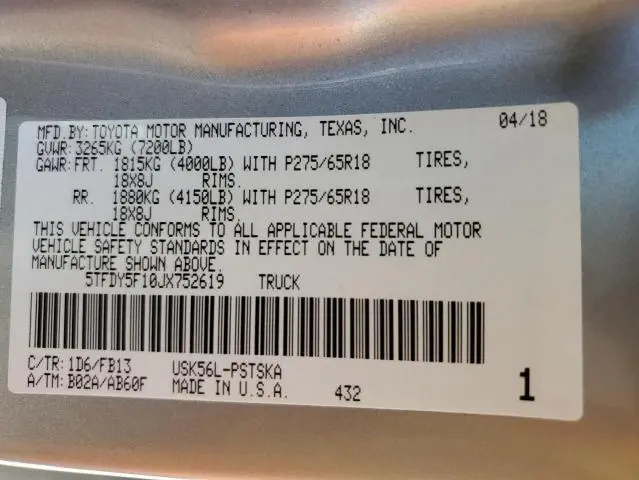 MFD.BY:TOYOTA MOTOR MANUFACTURING, TEXAS, INC. 04/18
GVWR:3265KG (7200LB)
GAWR:FRT. 1815KG (4000LB) WITH P275/65R18 TIRES,
18X8J RIMS.
RR. 1880KG (4150LB) WITH P275/65R18 TIRES,
18X8J RIMS.
THIS VEHICLE CONFORMS TO ALL APPLICABLE FEDERAL MOTOR
VEHICLE SAFETY STANDARDS IN EFFECT ON THE DATE OF
MANUFACTURE SHOWN ABOVE.
5TFDY5F10JX752619 TRUCK
C/TR:1D6/FB13 USK56L-PSTSKA
A/TM:B02A/AB60F MADE IN U.S.A. 432 1